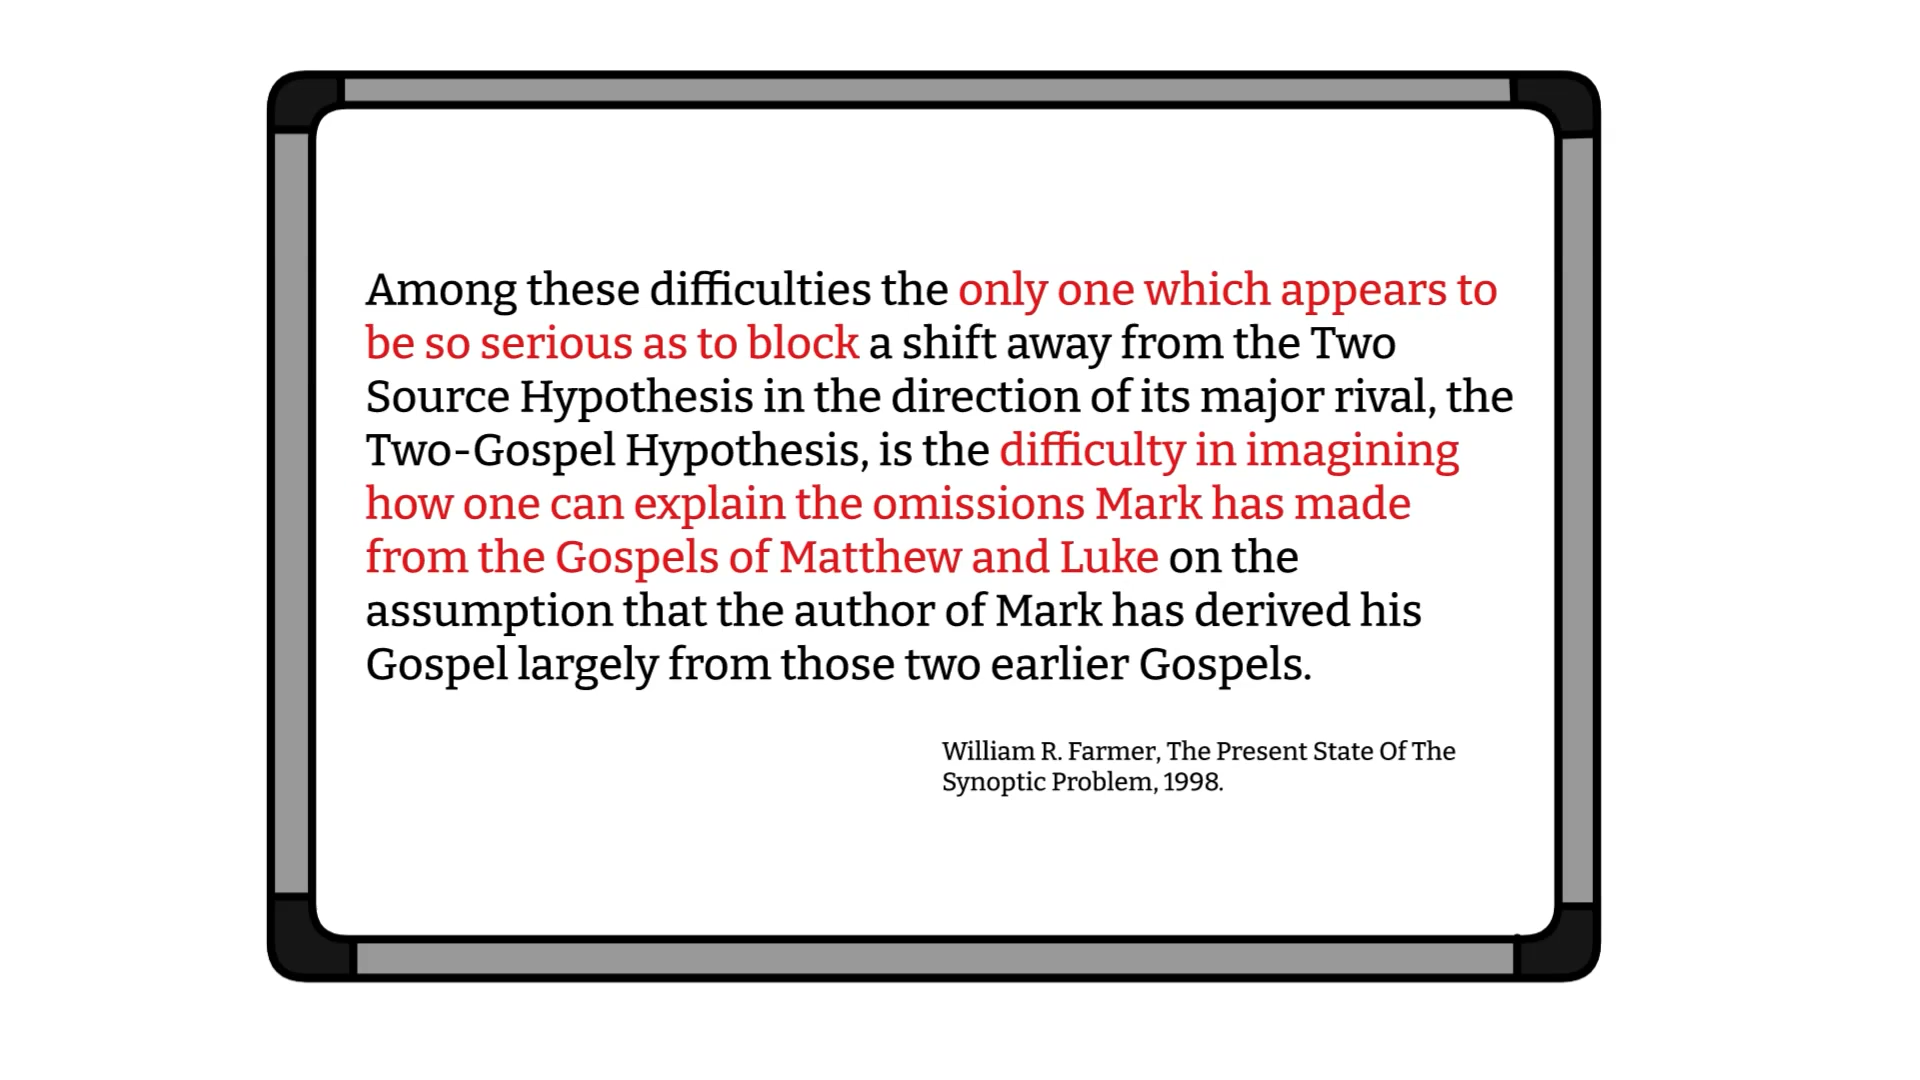 Among these difficulties the only one which appears to
be so serious as to block a shift away from the Two
Source Hypothesis in the direction of its major rival, the
Two-Gospel Hypothesis, is the difficulty in imagining
how one can explain the omissions Mark has made
from the Gospels of Matthew and Luke on the
assumption that the author of Mark has derived his
Gospel largely from those two earlier Gospels.
William R. Farmer, The Present State Of The
Synoptic Problem, 1998.